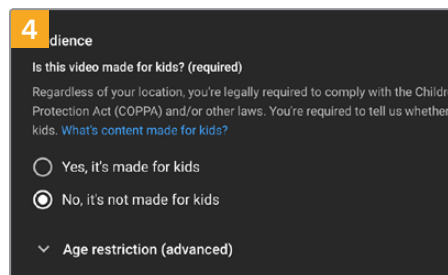 4
dience
Is this video made for kids? (required)
Regardless of your location, you're legally required to comply with the Childre
Protection Act (COPPA) and/or other laws. You're required to tell us whether
kids. What's content made for kids?
Yes, it's made for kids
No, it's not made for kids
Age restriction (advanced)